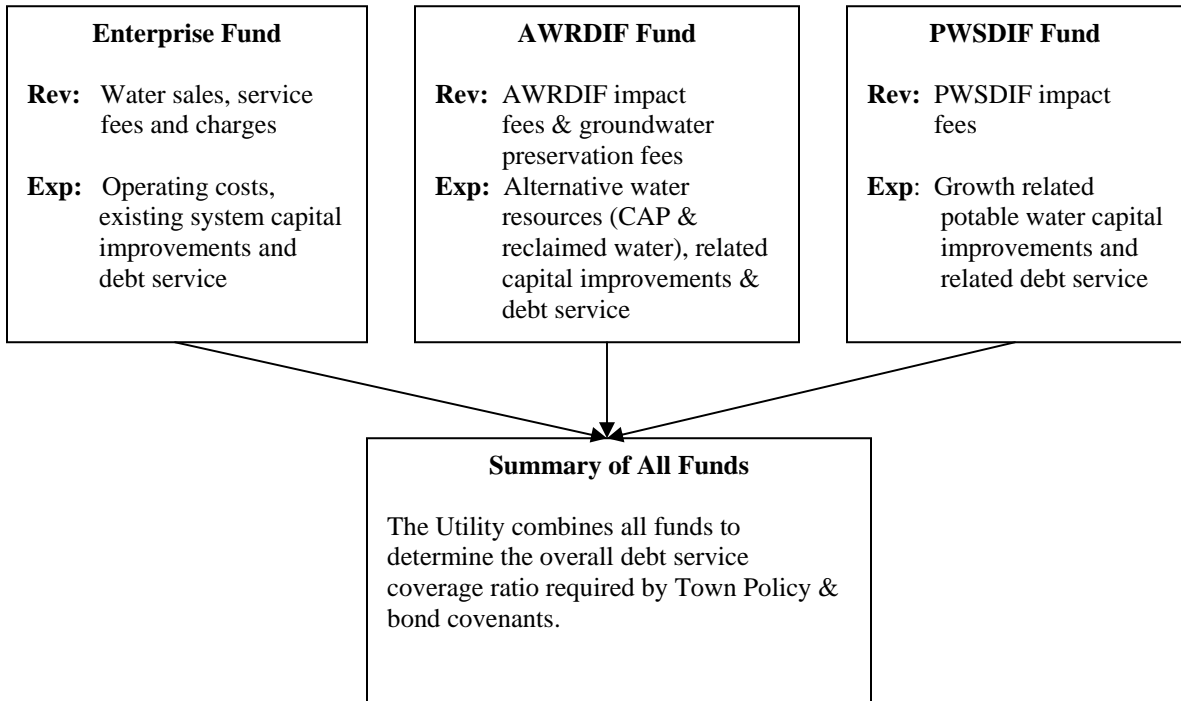 Enterprise Fund
Rev: Water sales, service
fees and charges
Exp: Operating costs,
existing system capital
improvements and
debt service
AWRDIF Fund
Rev: AWRDIF impact
fees & groundwater
preservation fees
Exp: Alternative water
resources (CAP &
reclaimed water), related
capital improvements &
debt service
PWSDIF Fund
Rev: PWSDIF impact
fees
Exp: Growth related
potable water capital
improvements and
related debt service
Summary of All Funds
The Utility combines all funds to
determine the overall debt service
coverage ratio required by Town Policy &
bond covenants.